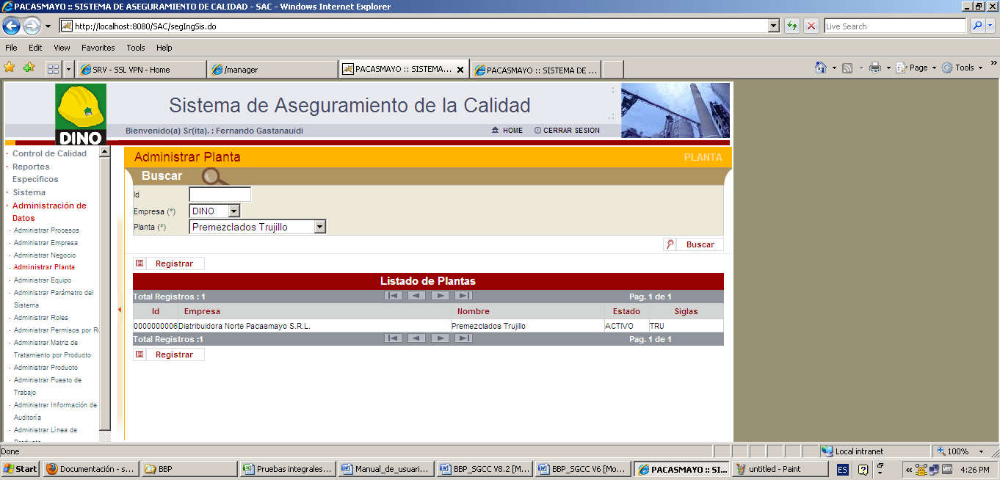 PACASMAYO :: SISTEMA DE ASEGURAMIENTO DE CALIDAD - SAC - Windows Internet Explorer
http://localhost:8080/SAC/segIngSis.do
Live Search
File Edit View Favorites Tools Help
SRV - SSL VPN - Home
/manager
PACASMAYO :: SISTEMA...
PACASMAYO :: SISTEMA DE ...
Page
Tools
DINO
Sistema de Aseguramiento de la Calidad
Bienvenido(a) Sr(ita). : Fernando Gastanauidi
HOME
CERRAR SESION
Control de Calidad
Reportes
Específicos
Sistema
Administración de
Datos
Administrar Procesos
Administrar Empresa
Administrar Negocio
Administrar Planta
Administrar Equipo
Administrar Parámetro del
Sistema
Administrar Roles
Administrar Permisos por R
Administrar Matriz de
Tratamiento por Producto
Administrar Producto
Administrar Puesto de
Trabajo
Administrar Información de
Auditoría
Administrar Línea de
Administrar Planta
PLANTA
Buscar
Id
Empresa (*) DINO
Planta (*) Premezclados Trujillo
Buscar
Registrar
Listado de Plantas
Total Registros : 1 Pag. 1 de 1
Id Empresa Nombre Estado Siglas
0000000006 Distribuidora Norte Pacasmayo S.R.L. Premezclados Trujillo ACTIVO TRU
Total Registros :1 Pag. 1 de 1
Registrar
Done
Local intranet
100%
Start
Documentación - s...
BBP
Pruebas integrales...
Manual_de_usuari...
BBP_SGCC V8.2 [M...
BBP_SGCC V6 [Mo...
PACASMAYO :: SI...
untitled - Paint
ES
4:26 PM